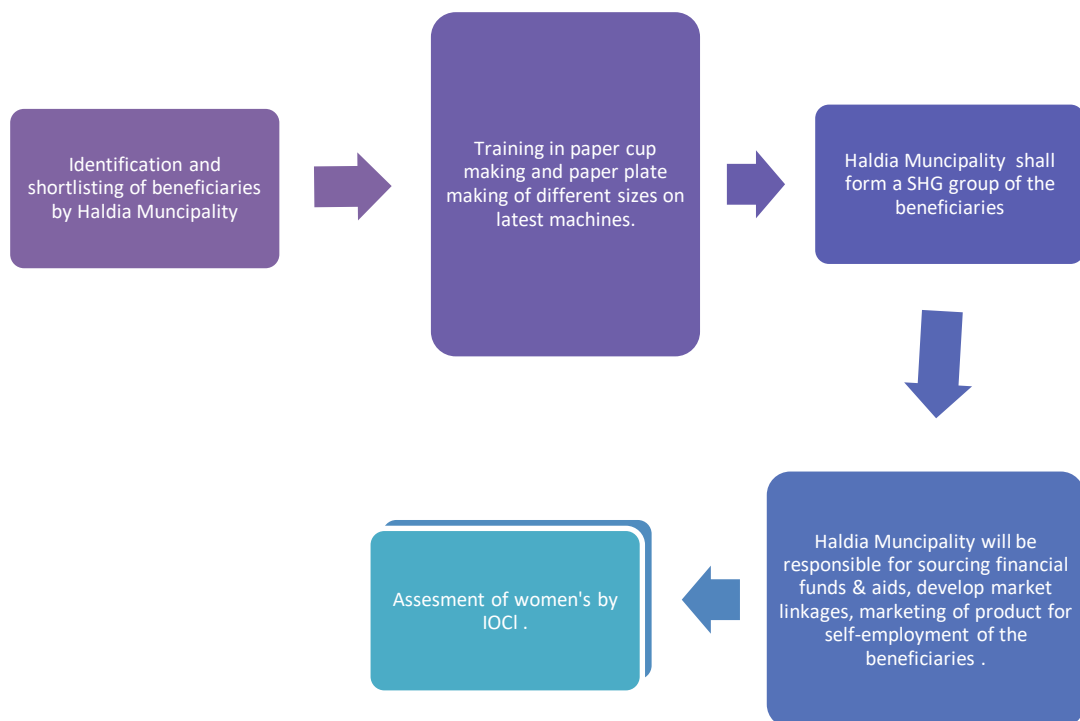 Identification and
shortlisting of beneficiaries
by Haldia Muncipality
Training in paper cup
making and paper plate
making of different sizes on
latest machines.
Haldia Muncipality  shall
form a SHG group of the
beneficiaries
Haldia Muncipality will be
responsible for sourcing financial
funds & aids, develop market
linkages, marketing of product for
self-employment of the
beneficiaries .
Assesment of women's by
IOCl .